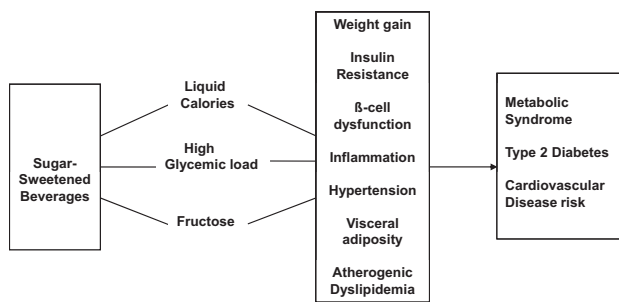 Sugar-
Sweetened
Beverages
Liquid
Calories
High
Glycemic load
Fructose
Weight gain
Insulin
Resistance
ß-cell
dysfunction
Inflammation
Hypertension
Visceral
adiposity
Atherogenic
Dyslipidemia
Metabolic
Syndrome
Type 2 Diabetes
Cardiovascular
Disease risk